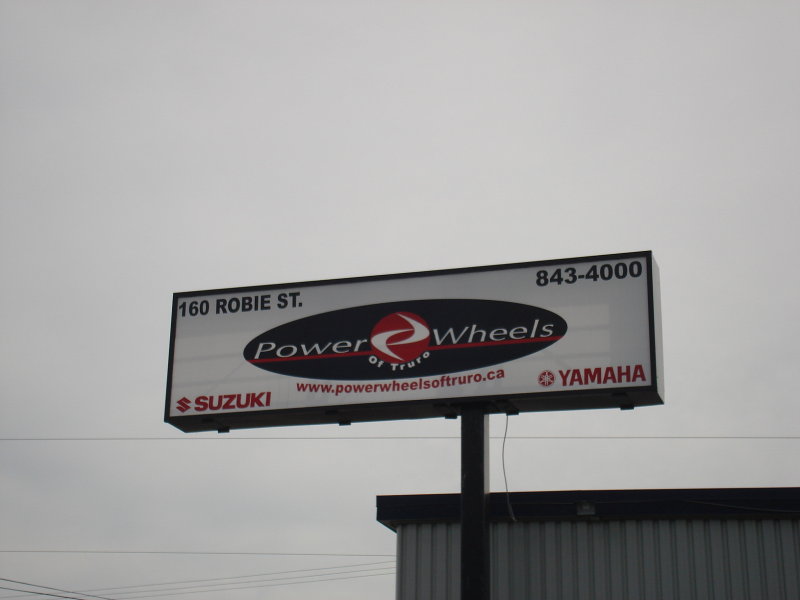 160 ROBIE ST.
843-4000
Power Wheels
Of Truro
www.powerwheelsoftruro.ca
SUZUKI
YAMAHA